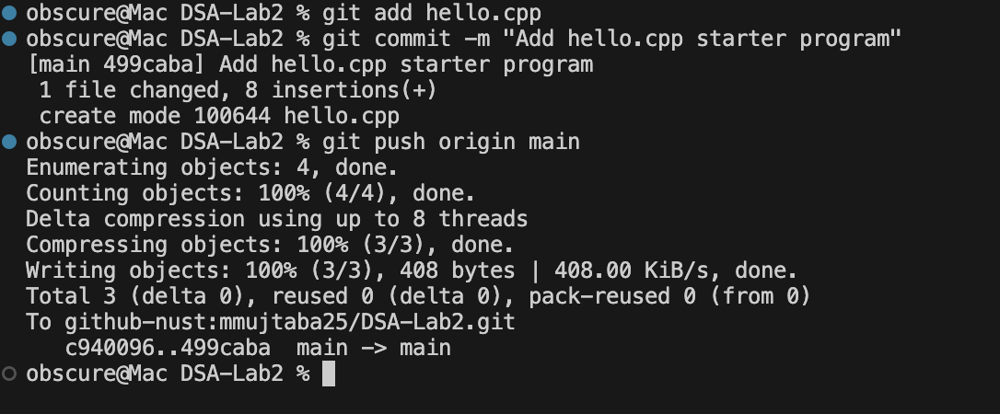 obscure@Mac DSA-Lab2 % git add hello.cpp
obscure@Mac DSA-Lab2 % git commit -m "Add hello.cpp starter program"
[main 499caba] Add hello.cpp starter program
 1 file changed, 8 insertions(+)
 create mode 100644 hello.cpp
obscure@Mac DSA-Lab2 % git push origin main
Enumerating objects: 4, done.
Counting objects: 100% (4/4), done.
Delta compression using up to 8 threads
Compressing objects: 100% (3/3), done.
Writing objects: 100% (3/3), 408 bytes | 408.00 KiB/s, done.
Total 3 (delta 0), reused 0 (delta 0), pack-reused 0 (from 0)
To github-nust:mmujtaba25/DSA-Lab2.git
   c940096..499caba  main -> main
obscure@Mac DSA-Lab2 %